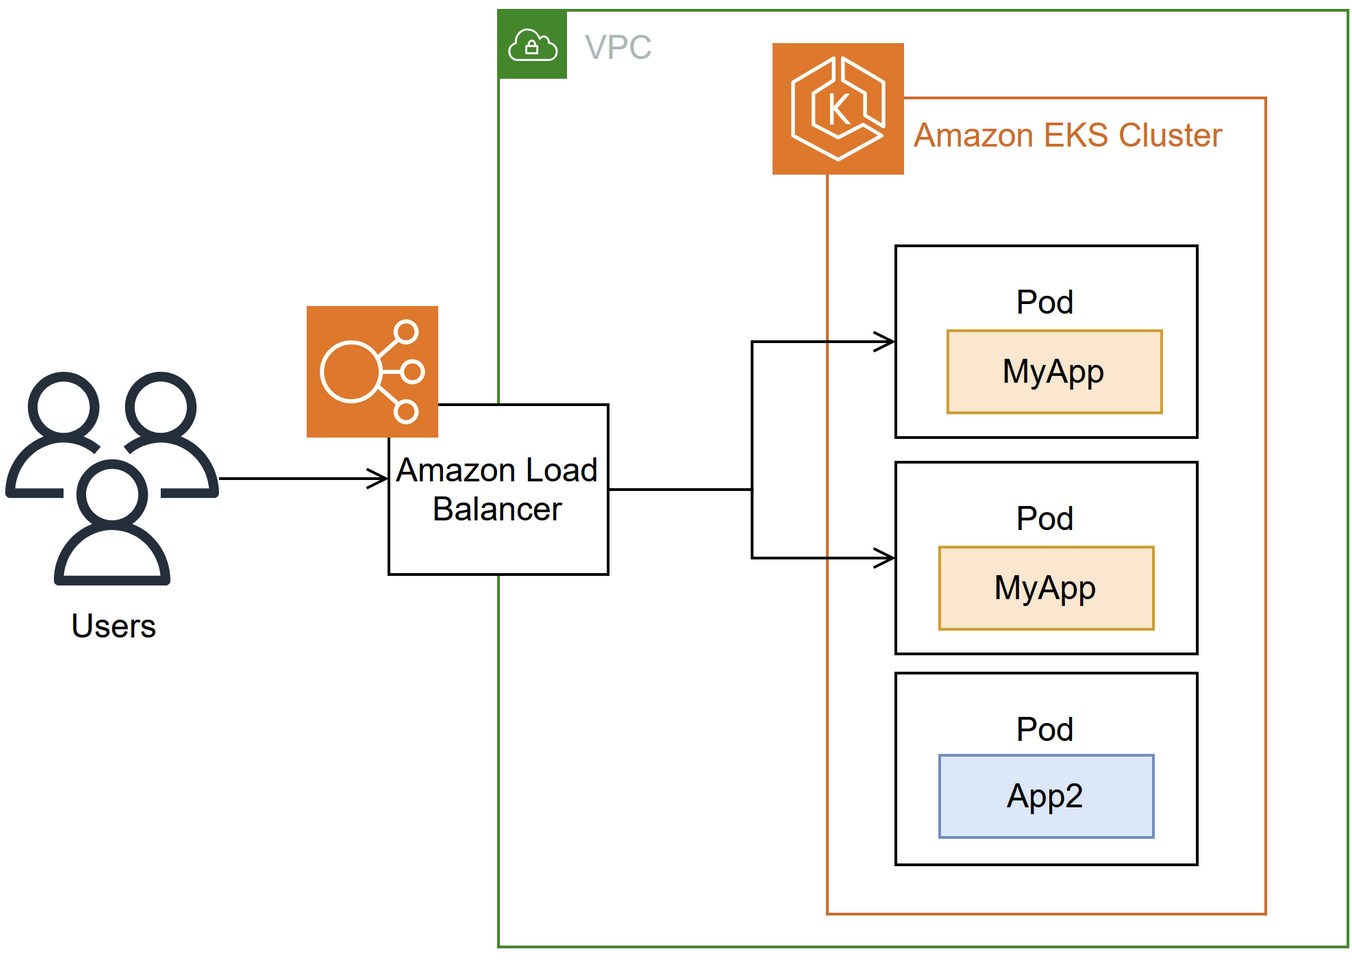 VPC
K
Amazon EKS Cluster
Pod
MyApp
Amazon Load
Balancer
Pod
MyApp
Users
Pod
App2